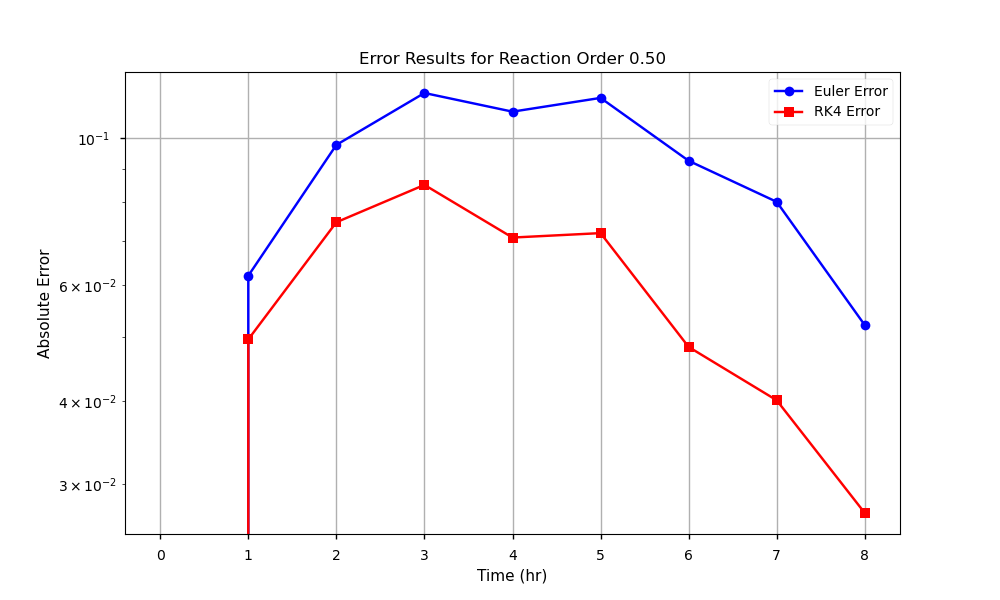 Error Results for Reaction Order 0.50
Euler Error
RK4 Error
10⁻¹
6 × 10⁻²
4 × 10⁻²
3 × 10⁻²
Absolute Error
0 1 2 3 4 5 6 7 8
Time (hr)